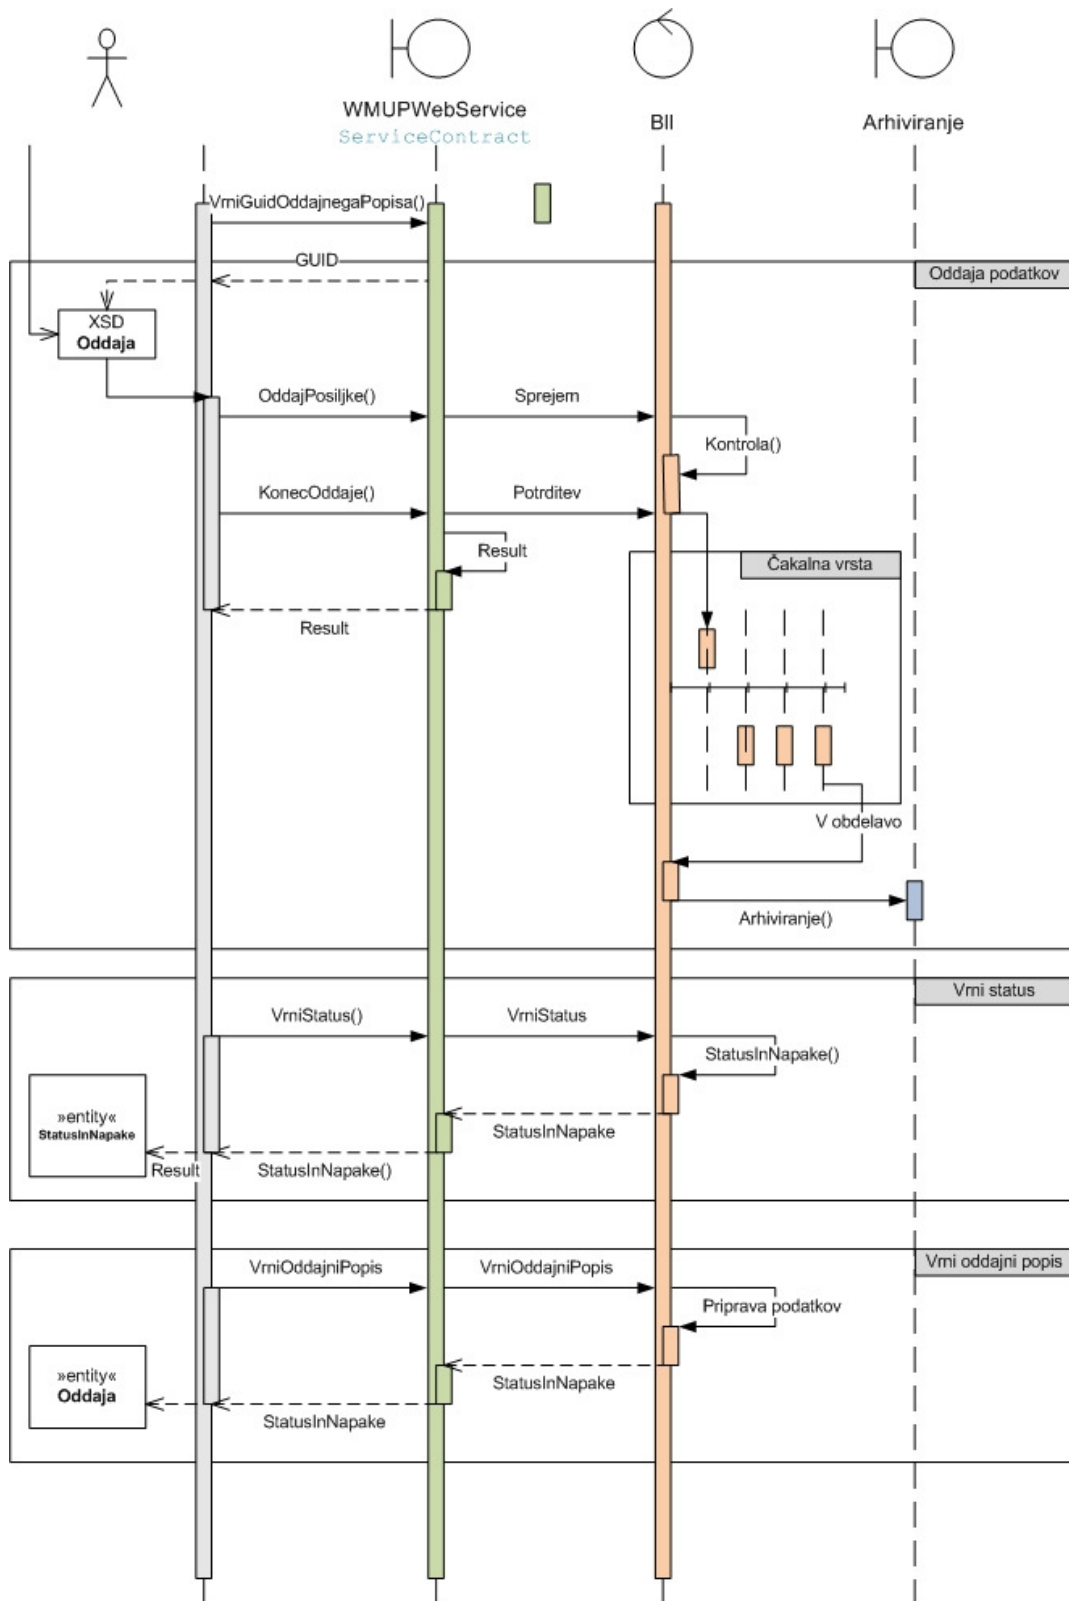 WMUPWebService
ServiceContract
Bll
Arhiviranje
VrniGuidOddajnegaPopisa()
GUID
Oddaja podatkov
XSD
Oddaja
OddajPosiljke()
Sprejem
Kontrola()
KonecOddaje()
Potrditev
Result
Čakalna vrsta
Result
V obdelavo
Arhiviranje()
Vrni status
VrniStatus()
VrniStatus
StatusInNapake()
»entity«
StatusInNapake
StatusInNapake
Result
StatusInNapake()
Vrni oddajni popis
VrniOddajniPopis
VrniOddajniPopis
Priprava podatkov
»entity«
Oddaja
StatusInNapake
StatusInNapake